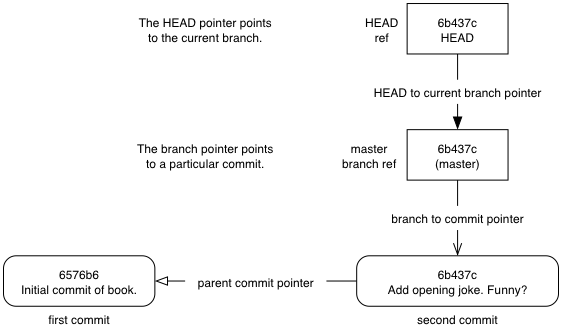 The HEAD pointer points
to the current branch.
HEAD
ref
6b437c
HEAD
HEAD to current branch pointer
The branch pointer points
to a particular commit.
master
branch ref
6b437c
(master)
branch to commit pointer
6576b6
Initial commit of book.
parent commit pointer
6b437c
Add opening joke. Funny?
first commit
second commit